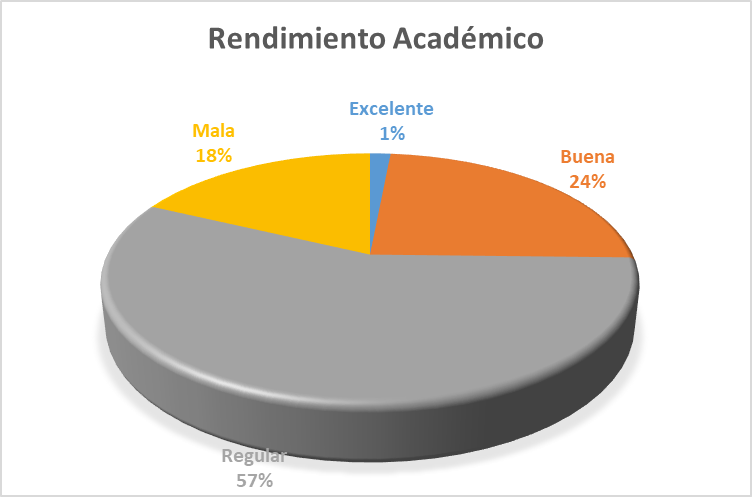 Rendimiento Académico
Excelente
1%
Mala
18%
Buena
24%
Regular
57%